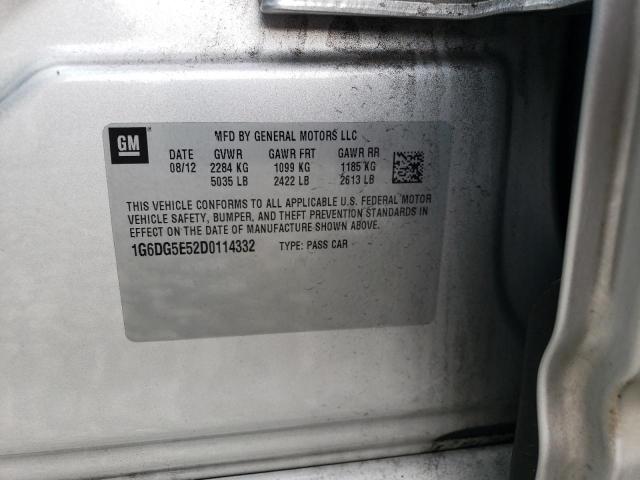 GM
MFD BY GENERAL MOTORS LLC
DATE GVWR GAWR FRT GAWR RR
08/12 2284 KG 1099 KG 1185 KG
5035 LB 2422 LB 2613 LB
THIS VEHICLE CONFORMS TO ALL APPLICABLE U.S. FEDERAL MOTOR
VEHICLE SAFETY, BUMPER, AND THEFT PREVENTION STANDARDS IN
EFFECT ON THE DATE OF MANUFACTURE SHOWN ABOVE.
1G6DG5E52D0114332 TYPE: PASS CAR